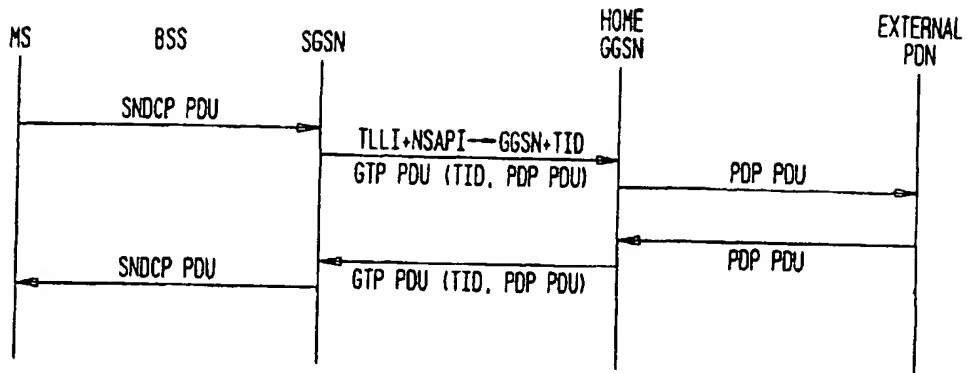 MS
BSS
SGSN
HOME
GGSN
EXTERNAL
PDN
SNDCP PDU
TLLI+NSAPI→GGSN+TID
GTP PDU (TID, PDP PDU)
PDP PDU
PDP PDU
SNDCP PDU
GTP PDU (TID, PDP PDU)